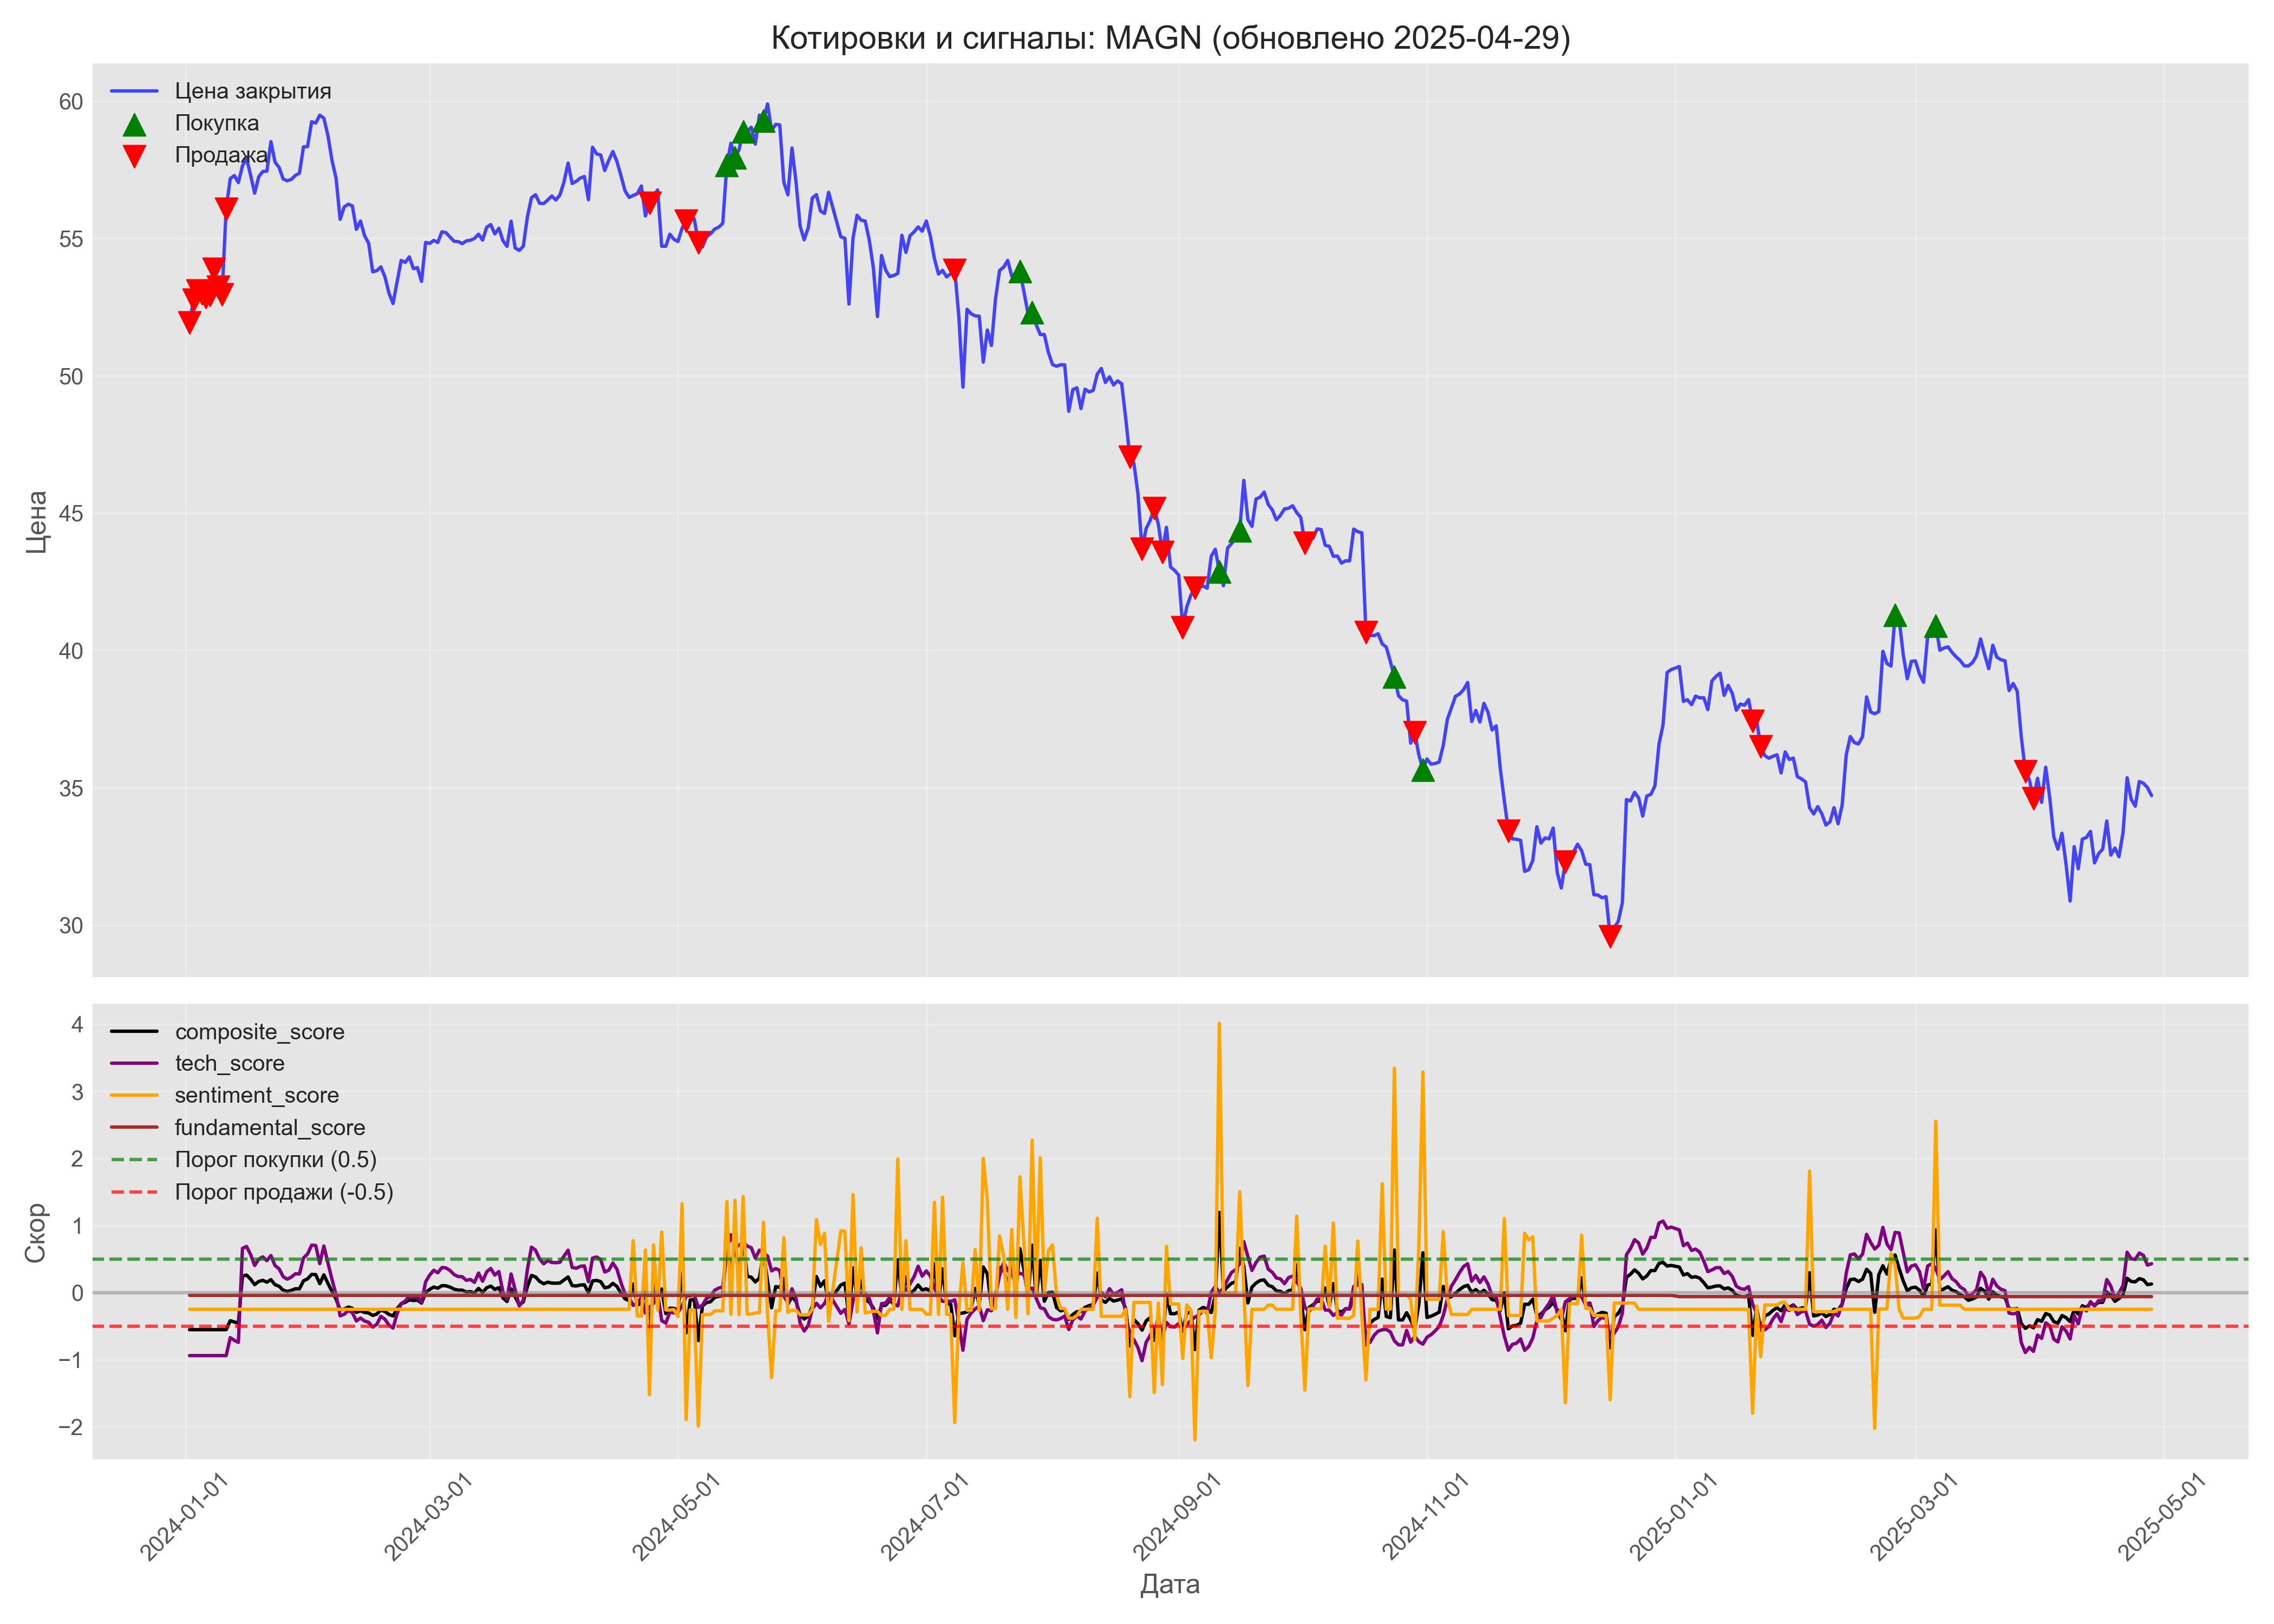 Котировки и сигналы: MAGN (обновлено 2025-04-29)
Цена закрытия
Покупка
Продажа
60
55
50
45
40
35
30
Цена
composite_score
tech_score
sentiment_score
fundamental_score
Порог покупки (0.5)
Порог продажи (-0.5)
4
3
2
1
0
−1
−2
Скор
2024-01-01
2024-03-01
2024-05-01
2024-07-01
2024-09-01
2024-11-01
2025-01-01
2025-03-01
2025-05-01
Дата